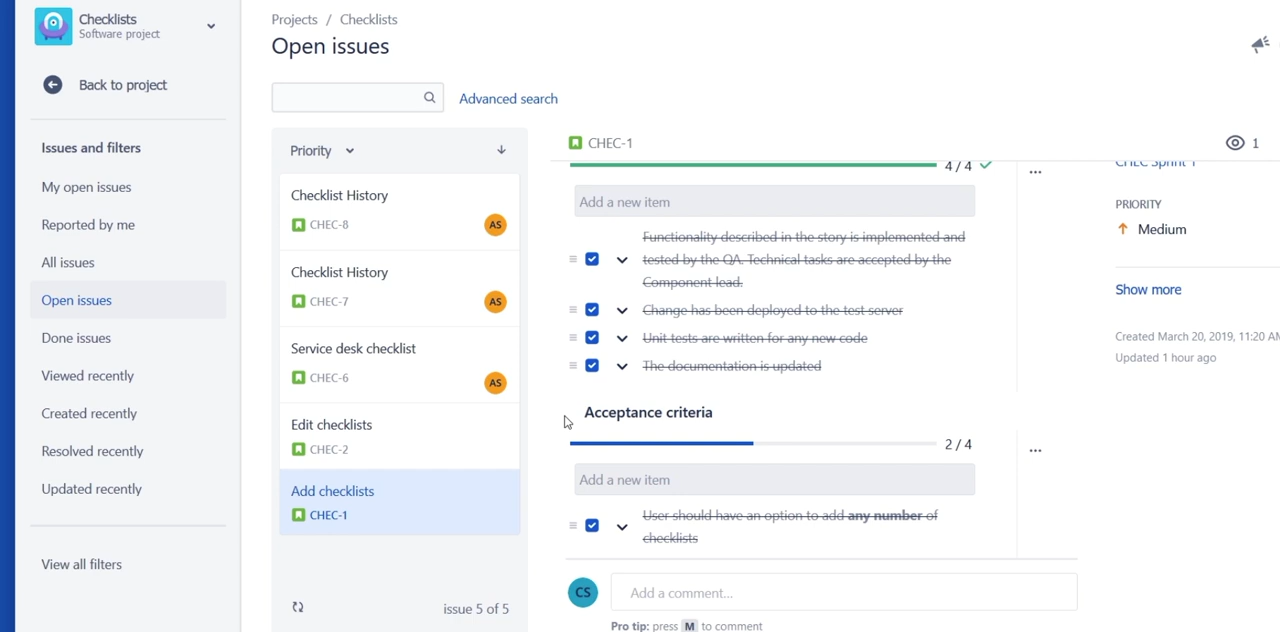 Checklists
Software project
Back to project
Issues and filters
My open issues
Reported by me
All issues
Open issues
Done issues
Viewed recently
Created recently
Resolved recently
Updated recently
View all filters
Projects / Checklists
Open issues
Advanced search
Priority
Checklist History
CHEC-8
AS
Checklist History
CHEC-7
AS
Service desk checklist
CHEC-6
AS
Edit checklists
CHEC-2
Add checklists
CHEC-1
issue 5 of 5
CHEC-1
1
4 / 4
Add a new item
Functionality described in the story is implemented and
tested by the QA. Technical tasks are accepted by the
Component lead.
Change has been deployed to the test server
Unit tests are written for any new code
The documentation is updated
Acceptance criteria
2 / 4
Add a new item
User should have an option to add any number of
checklists
CS
Add a comment...
Pro tip: press M to comment
CHEC Sprint 1
PRIORITY
Medium
Show more
Created March 20, 2019, 11:20 AM
Updated 1 hour ago